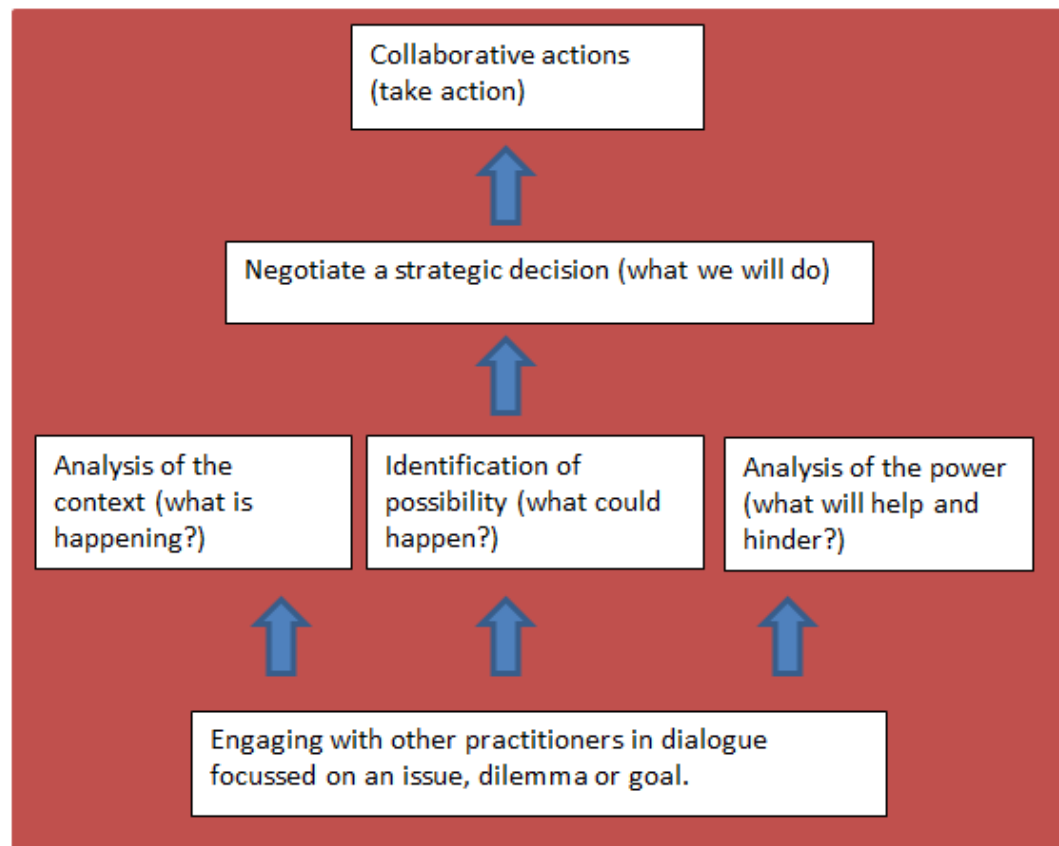 Collaborative actions
(take action)
Negotiate a strategic decision (what we will do)
Analysis of the
context (what is
happening?)
Identification of
possibility (what could
happen?)
Analysis of the power
(what will help and
hinder?)
Engaging with other practitioners in dialogue
focussed on an issue, dilemma or goal.